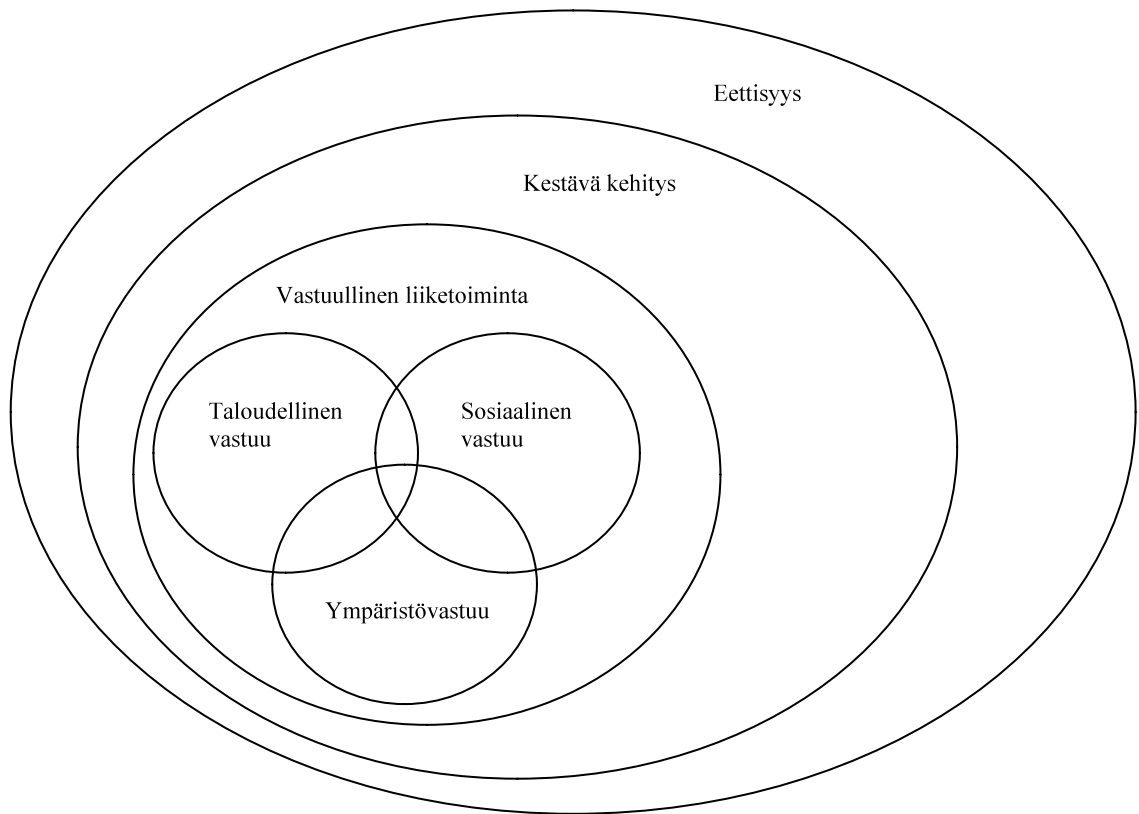 Eettisyys
Kestävä kehitys
Vastuullinen liiketoiminta
Taloudellinen
vastuu
Sosiaalinen
vastuu
Ympäristövastuu